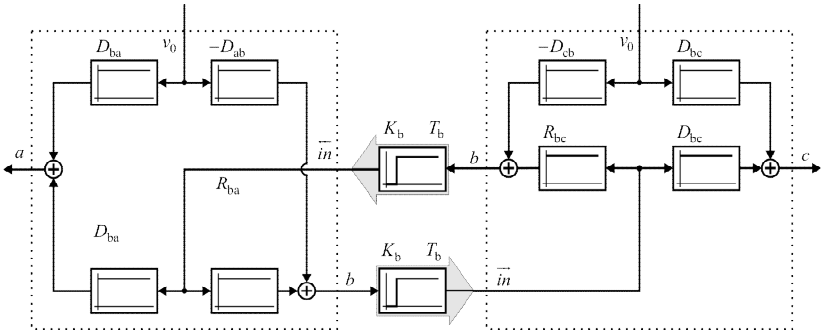 D_ba v_0 −D_ab
−D_cb v_0 D_bc
a
in
K_b T_b
b
R_bc D_bc
c
R_ba
D_ba
b
K_b T_b
in